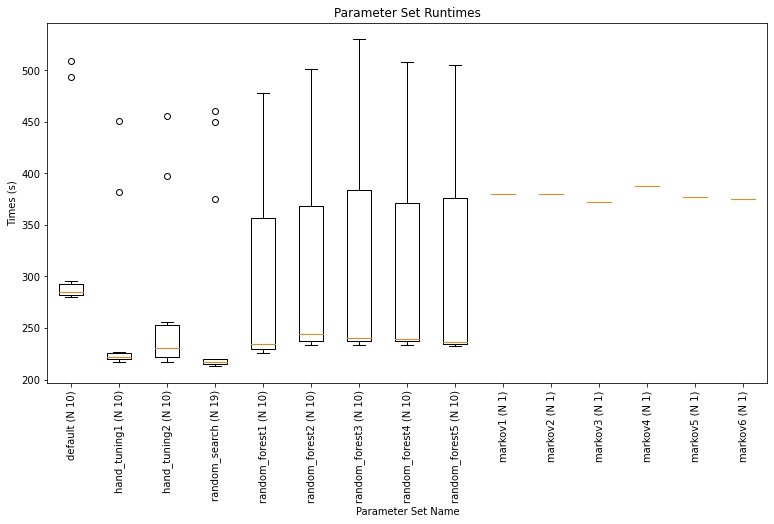 Parameter Set Runtimes
500
450
400
350
300
250
200
Times (s)
default (N 10)
hand_tuning1 (N 10)
hand_tuning2 (N 10)
random_search (N 19)
random_forest1 (N 10)
random_forest2 (N 10)
random_forest3 (N 10)
random_forest4 (N 10)
random_forest5 (N 10)
markov1 (N 1)
markov2 (N 1)
markov3 (N 1)
markov4 (N 1)
markov5 (N 1)
markov6 (N 1)
Parameter Set Name